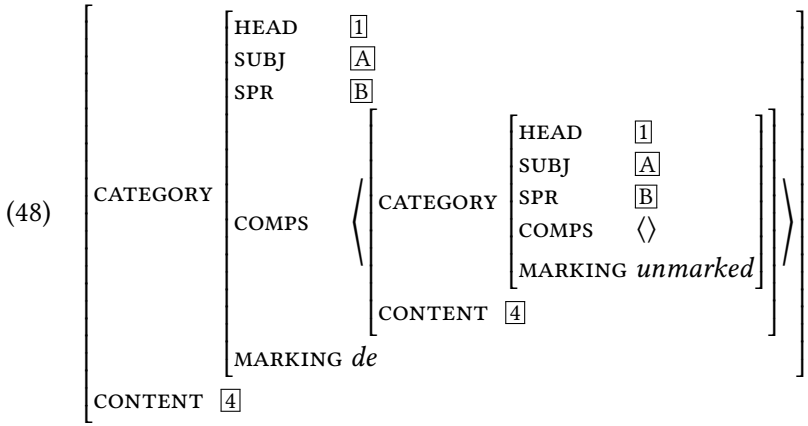 HEAD 1
SUBJ A
SPR B
HEAD 1
SUBJ A
(48) CATEGORY COMPS ⟨ CATEGORY SPR B ⟩
COMPS ⟨⟩
MARKING unmarked
CONTENT 4
MARKING de
CONTENT 4